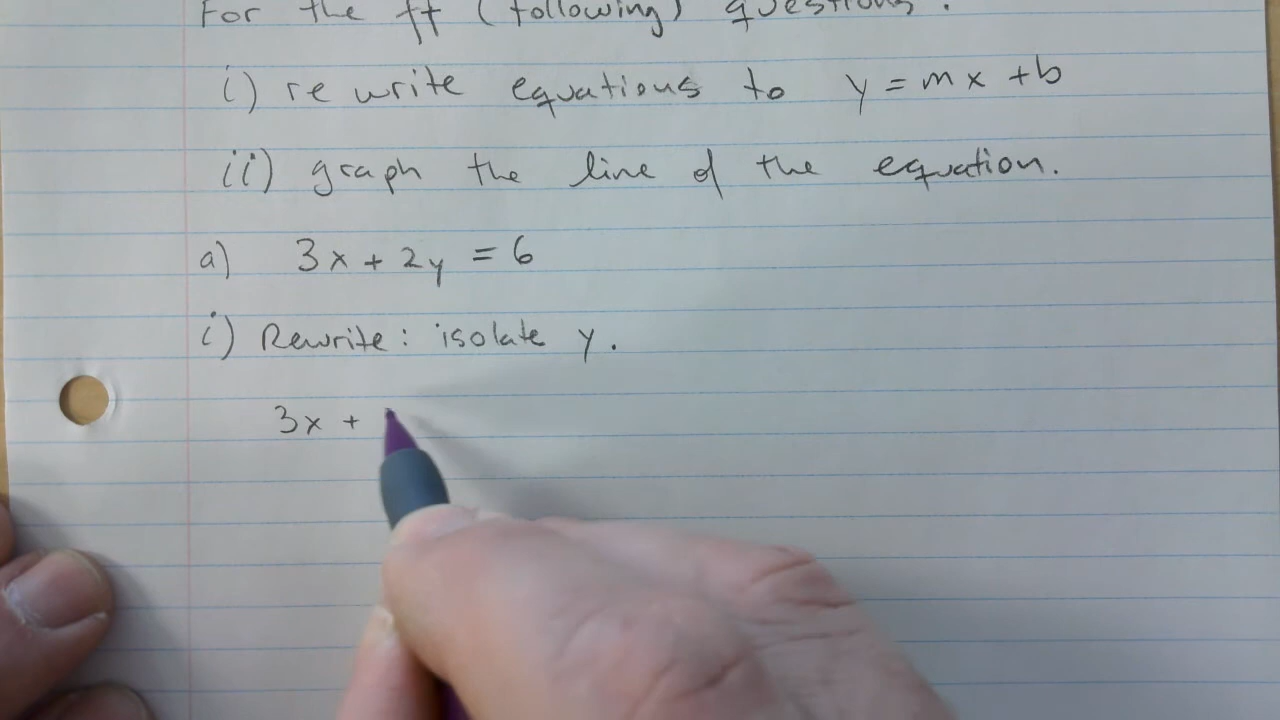 For the ff (following) questions.
i) rewrite equations to y = mx + b
ii) graph the line of the equation.
a) 3x + 2y = 6
i) Rewrite: isolate y.
3x +